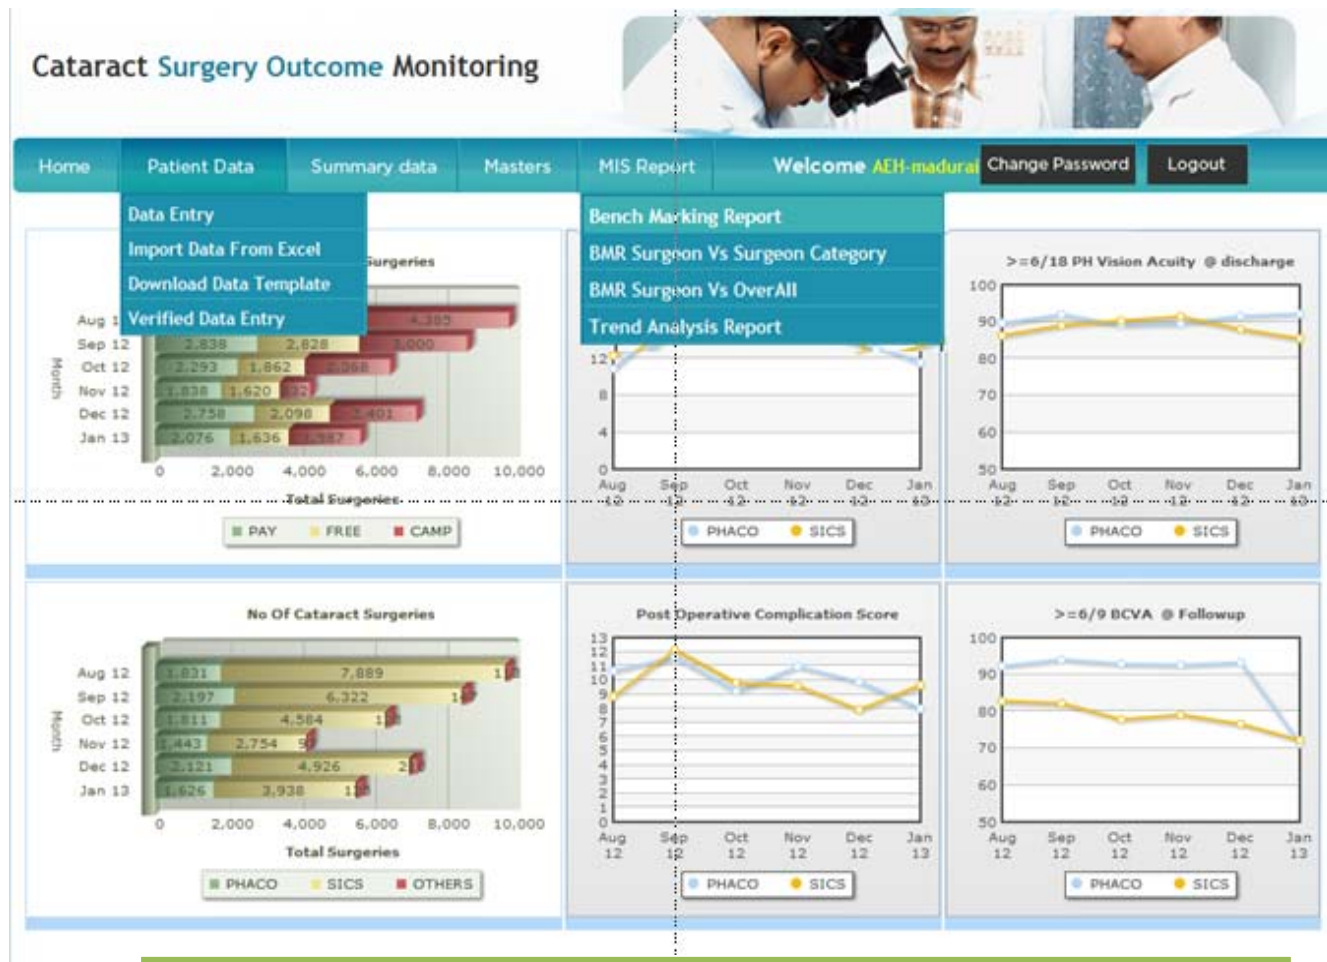 Cataract Surgery Outcome Monitoring
Home Patient Data Summary data Masters MIS Report Welcome AEH-madurai Change Password Logout
Data Entry
Import Data From Excel
Download Data Template
Verified Data Entry
Bench Marking Report
BMR Surgeon Vs Surgeon Category
BMR Surgeon Vs OverAll
Trend Analysis Report
Surgeries
Month
Aug 4,385
Sep 12 2,838 2,828 3,000
Oct 12 2,293 1,862
Nov 12 1,838 1,620
Dec 12 2,758 2,098
Jan 13 2,076 1,636
0 2,000 4,000 6,000 8,000 10,000
Total Surgeries
PAY FREE CAMP
12
8
4
0
Aug 12 Sep 12 Oct 12 Nov 12 Dec 12 Jan 13
PHACO SICS
>=6/18 PH Vision Acuity @ discharge
100
90
80
70
60
50
Aug 12 Sep 12 Oct 12 Nov 12 Dec 12 Jan 13
PHACO SICS
No Of Cataract Surgeries
Month
Aug 12 1,831 7,889
Sep 12 2,197 6,322
Oct 12 1,811 4,584
Nov 12 1,443 2,754
Dec 12 2,121 4,926
Jan 13 1,626 3,938
0 2,000 4,000 6,000 8,000 10,000
Total Surgeries
PHACO SICS OTHERS
Post Operative Complication Score
13
12
11
10
9
8
7
6
5
4
3
2
1
0
Aug 12 Sep 12 Oct 12 Nov 12 Dec 12 Jan 13
PHACO SICS
>=6/9 BCVA @ Followup
100
90
80
70
60
50
Aug 12 Sep 12 Oct 12 Nov 12 Dec 12 Jan 13
PHACO SICS